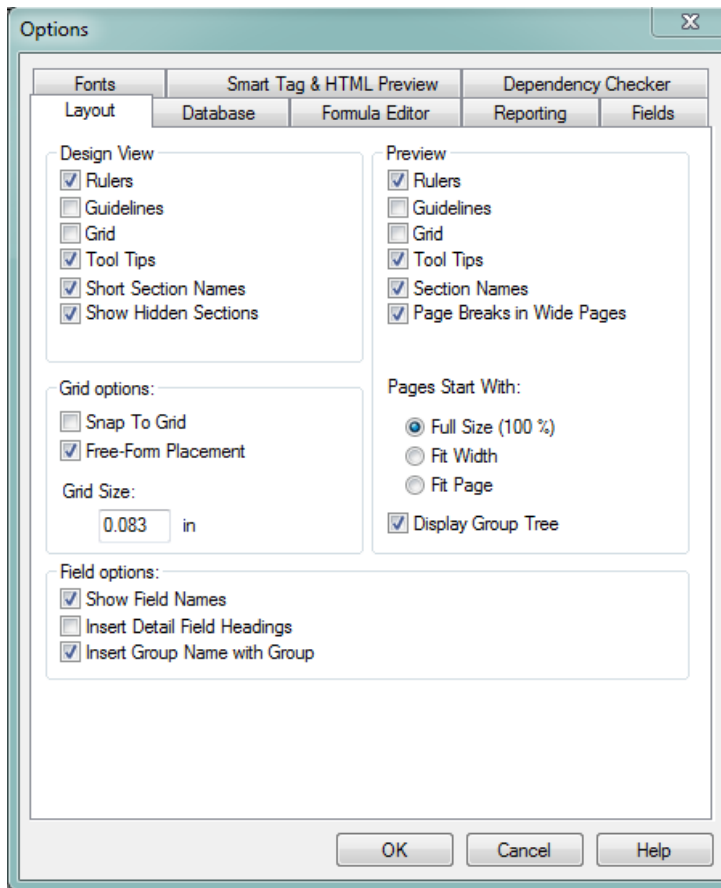 Options
Fonts Smart Tag & HTML Preview Dependency Checker
Layout Database Formula Editor Reporting Fields
Design View
Rulers
Guidelines
Grid
Tool Tips
Short Section Names
Show Hidden Sections
Preview
Rulers
Guidelines
Grid
Tool Tips
Section Names
Page Breaks in Wide Pages
Pages Start With:
Full Size (100 %)
Fit Width
Fit Page
Display Group Tree
Grid options:
Snap To Grid
Free-Form Placement
Grid Size:
0.083 in
Field options:
Show Field Names
Insert Detail Field Headings
Insert Group Name with Group
OK Cancel Help